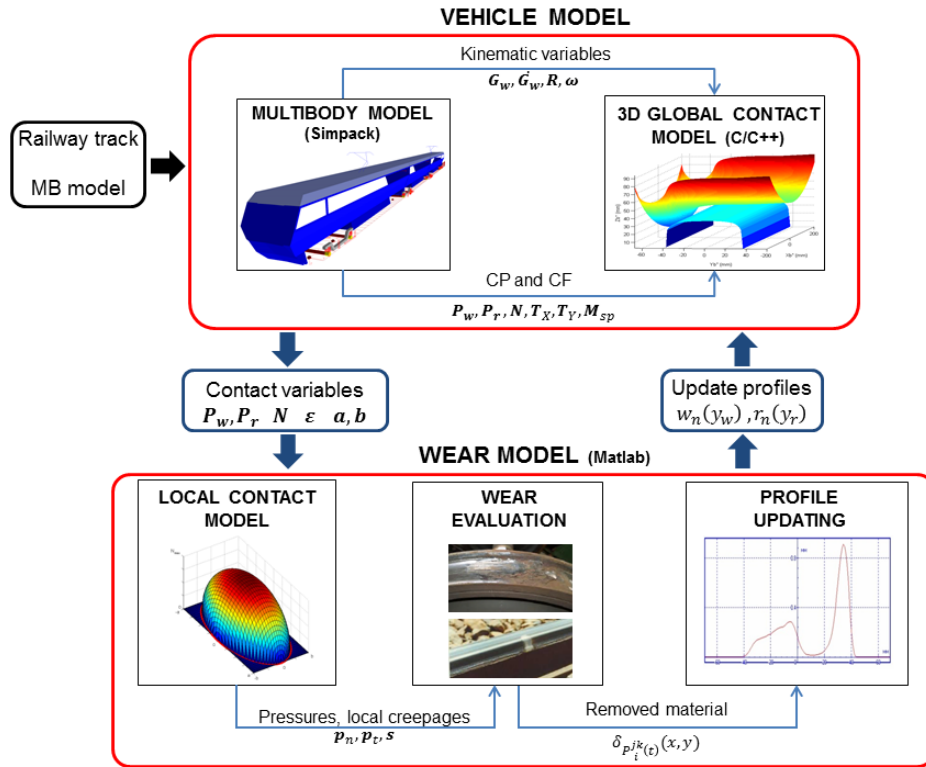 VEHICLE MODEL
Kinematic variables
G_w, Ġ_w, R, ω
MULTIBODY MODEL
(Simpack)
3D GLOBAL CONTACT
MODEL (C/C++)
Railway track
MB model
CP and CF
P_w, P_r, N, T_X, T_Y, M_sp
Contact variables
P_w, P_r N ε a, b
Update profiles
w_n(y_w) , r_n(y_r)
WEAR MODEL (Matlab)
LOCAL CONTACT
MODEL
WEAR
EVALUATION
PROFILE
UPDATING
Pressures, local creepages
p_n, p_t, s
Removed material
δ_{P_i^{jk}(t)}(x, y)